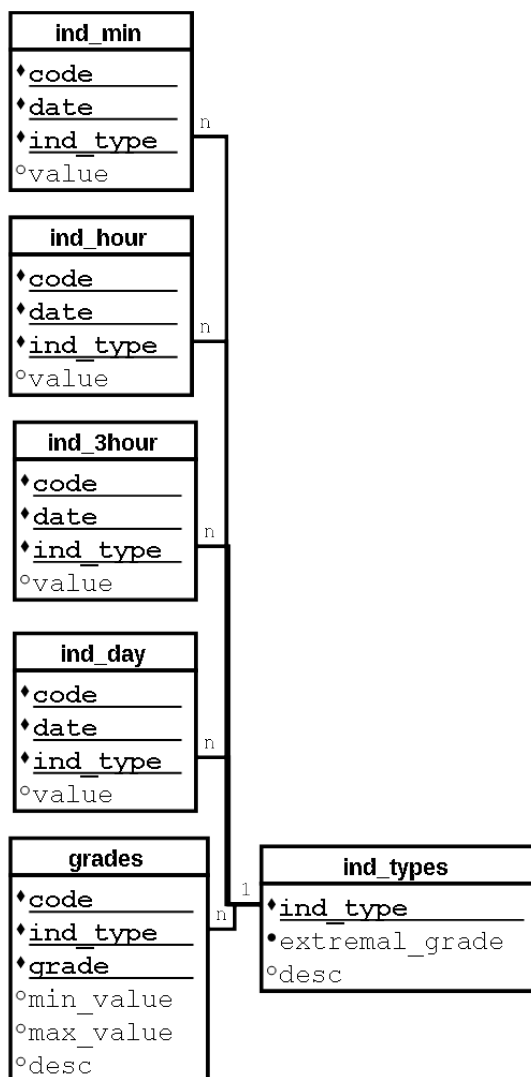 ind_min
code
date
ind_type
value
n
ind_hour
code
date
ind_type
value
n
ind_3hour
code
date
ind_type
value
n
ind_day
code
date
ind_type
value
n
grades
code
ind_type
grade
min_value
max_value
desc
n
1
ind_types
ind_type
extremal_grade
desc